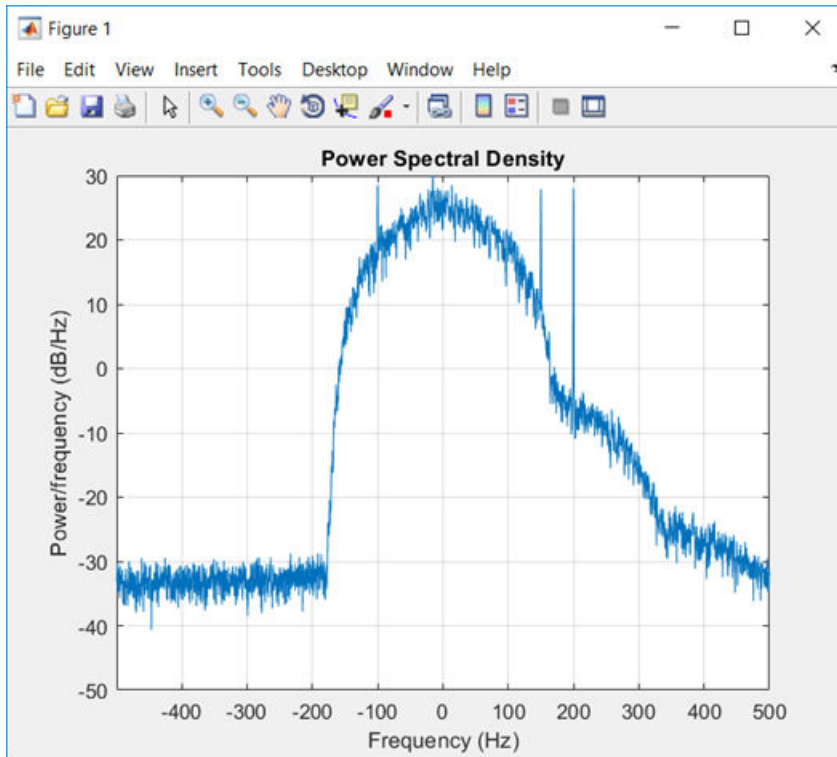 Figure 1
File Edit View Insert Tools Desktop Window Help
Power Spectral Density
30
20
10
0
-10
-20
-30
-40
-50
Power/frequency (dB/Hz)
-400 -300 -200 -100 0 100 200 300 400 500
Frequency (Hz)